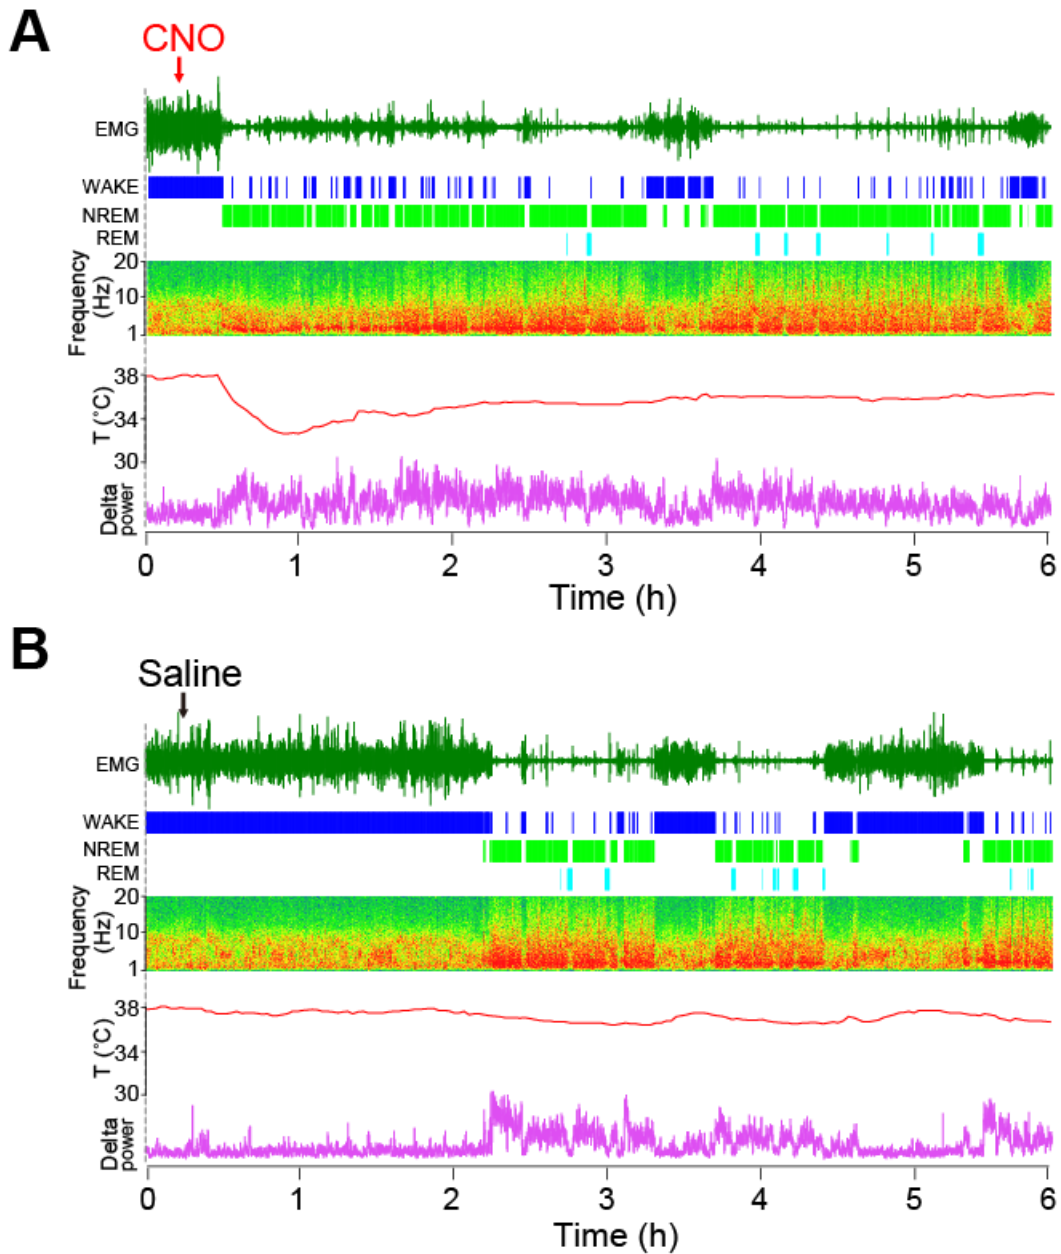 A
CNO
EMG
WAKE
NREM
REM
Frequency
(Hz)
20
10
1
T (°C)
38
34
30
Delta
power
0 1 2 3 4 5 6
Time (h)
B
Saline
EMG
WAKE
NREM
REM
Frequency
(Hz)
20
10
1
T (°C)
38
34
30
Delta
power
0 1 2 3 4 5 6
Time (h)